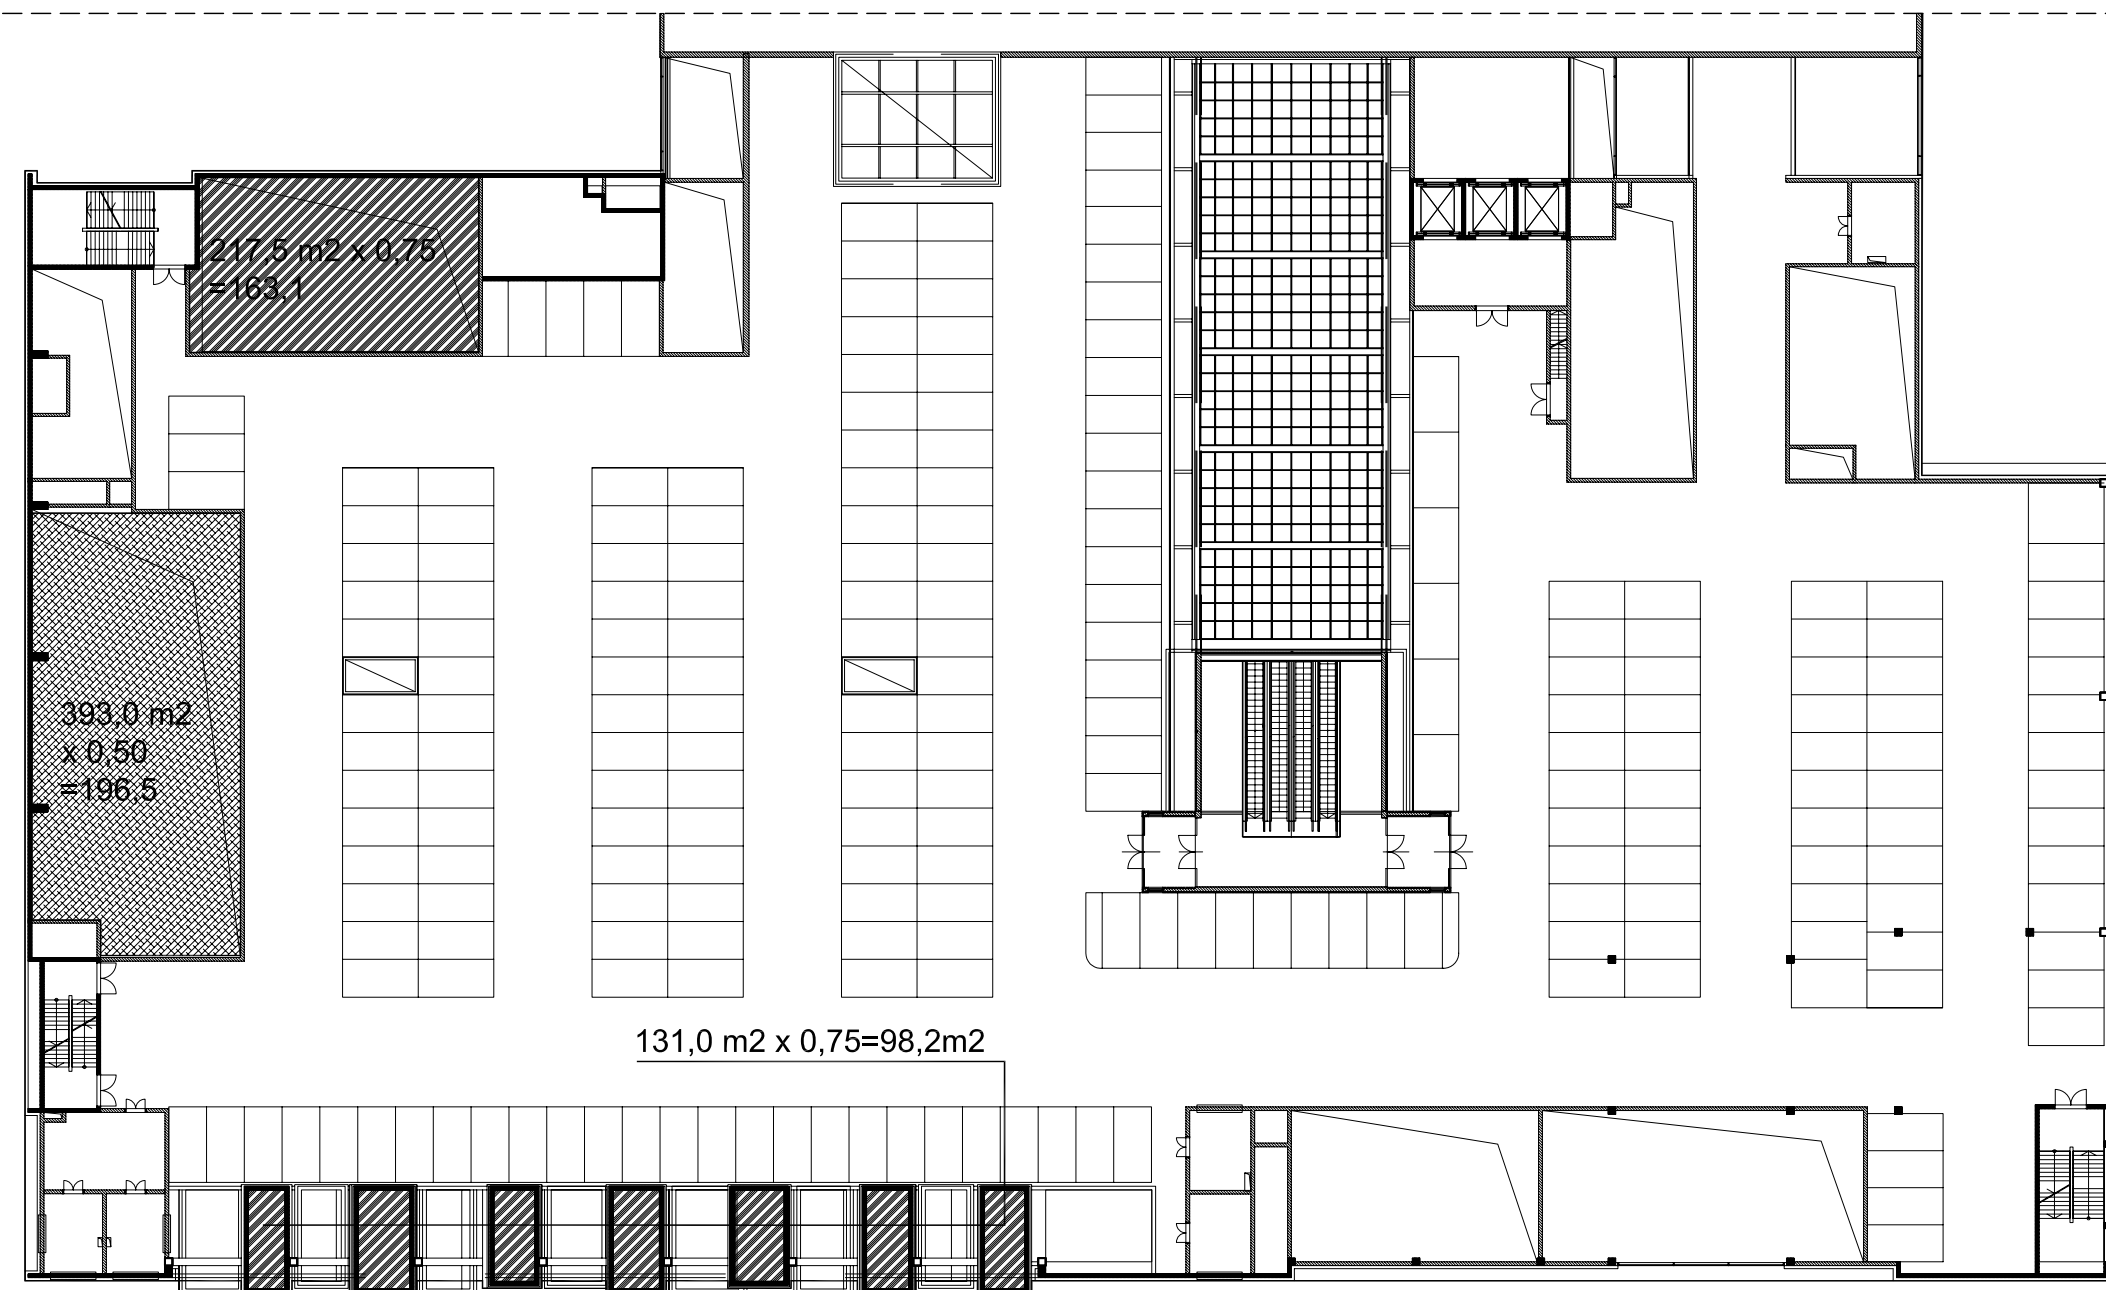 217,5 m2 x 0,75
=163,1
393,0 m2
x 0,50
=196,5
131,0 m2 x 0,75=98,2m2